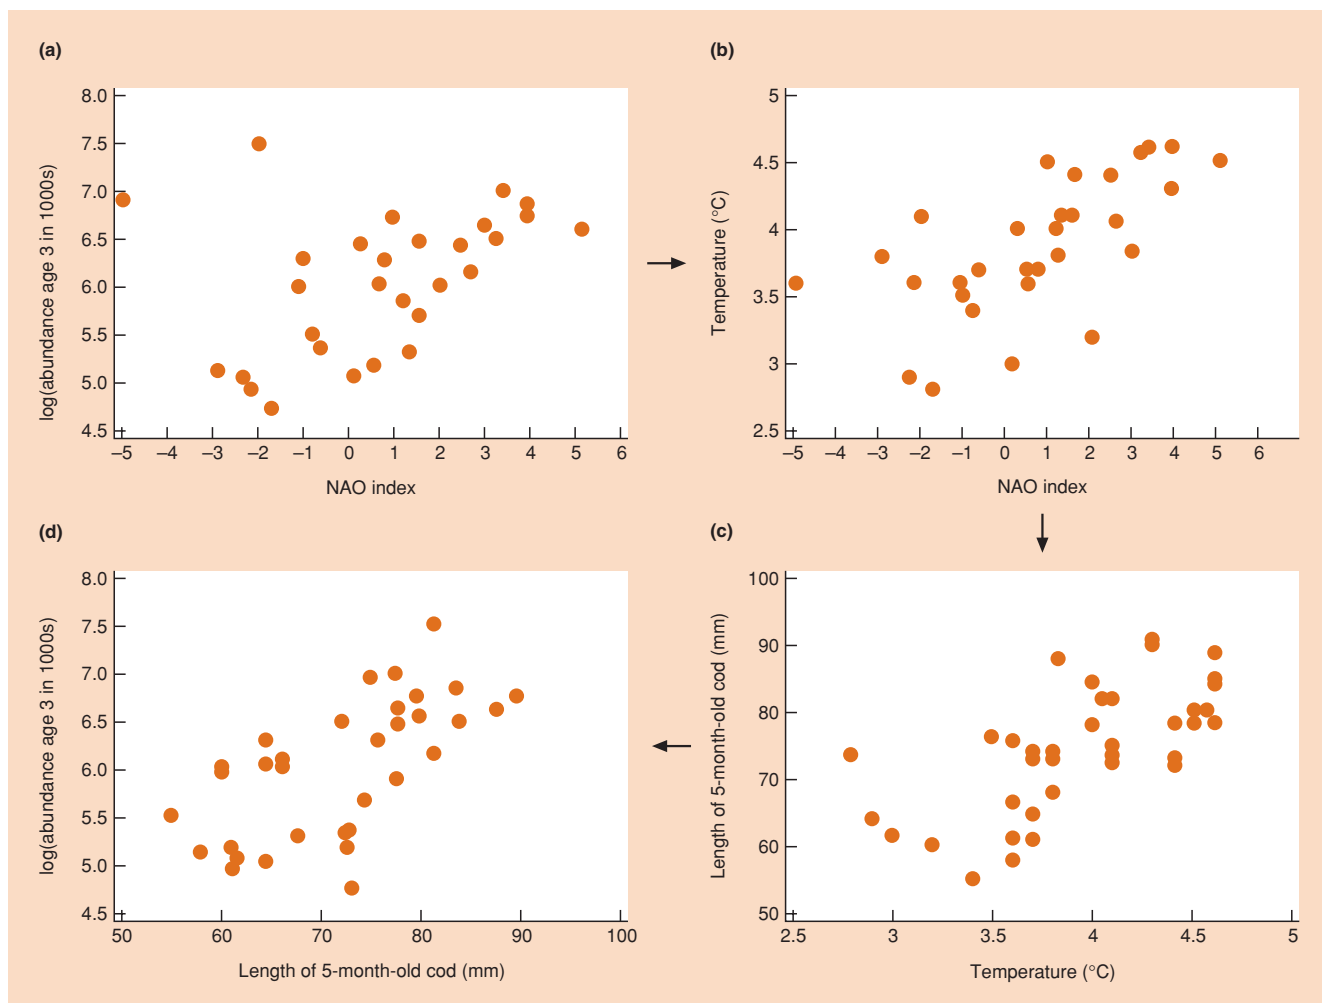 (a)
8.0
7.5
7.0
6.5
6.0
5.5
5.0
4.5
log(abundance age 3 in 1000s)
–5 –4 –3 –2 –1 0 1 2 3 4 5 6
NAO index
(b)
5
4.5
4
3.5
3
2.5
Temperature (°C)
–5 –4 –3 –2 –1 0 1 2 3 4 5 6
NAO index
(d)
8.0
7.5
7.0
6.5
6.0
5.5
5.0
4.5
log(abundance age 3 in 1000s)
50 60 70 80 90 100
Length of 5-month-old cod (mm)
(c)
100
90
80
70
60
50
Length of 5-month-old cod (mm)
2.5 3 3.5 4 4.5 5
Temperature (°C)